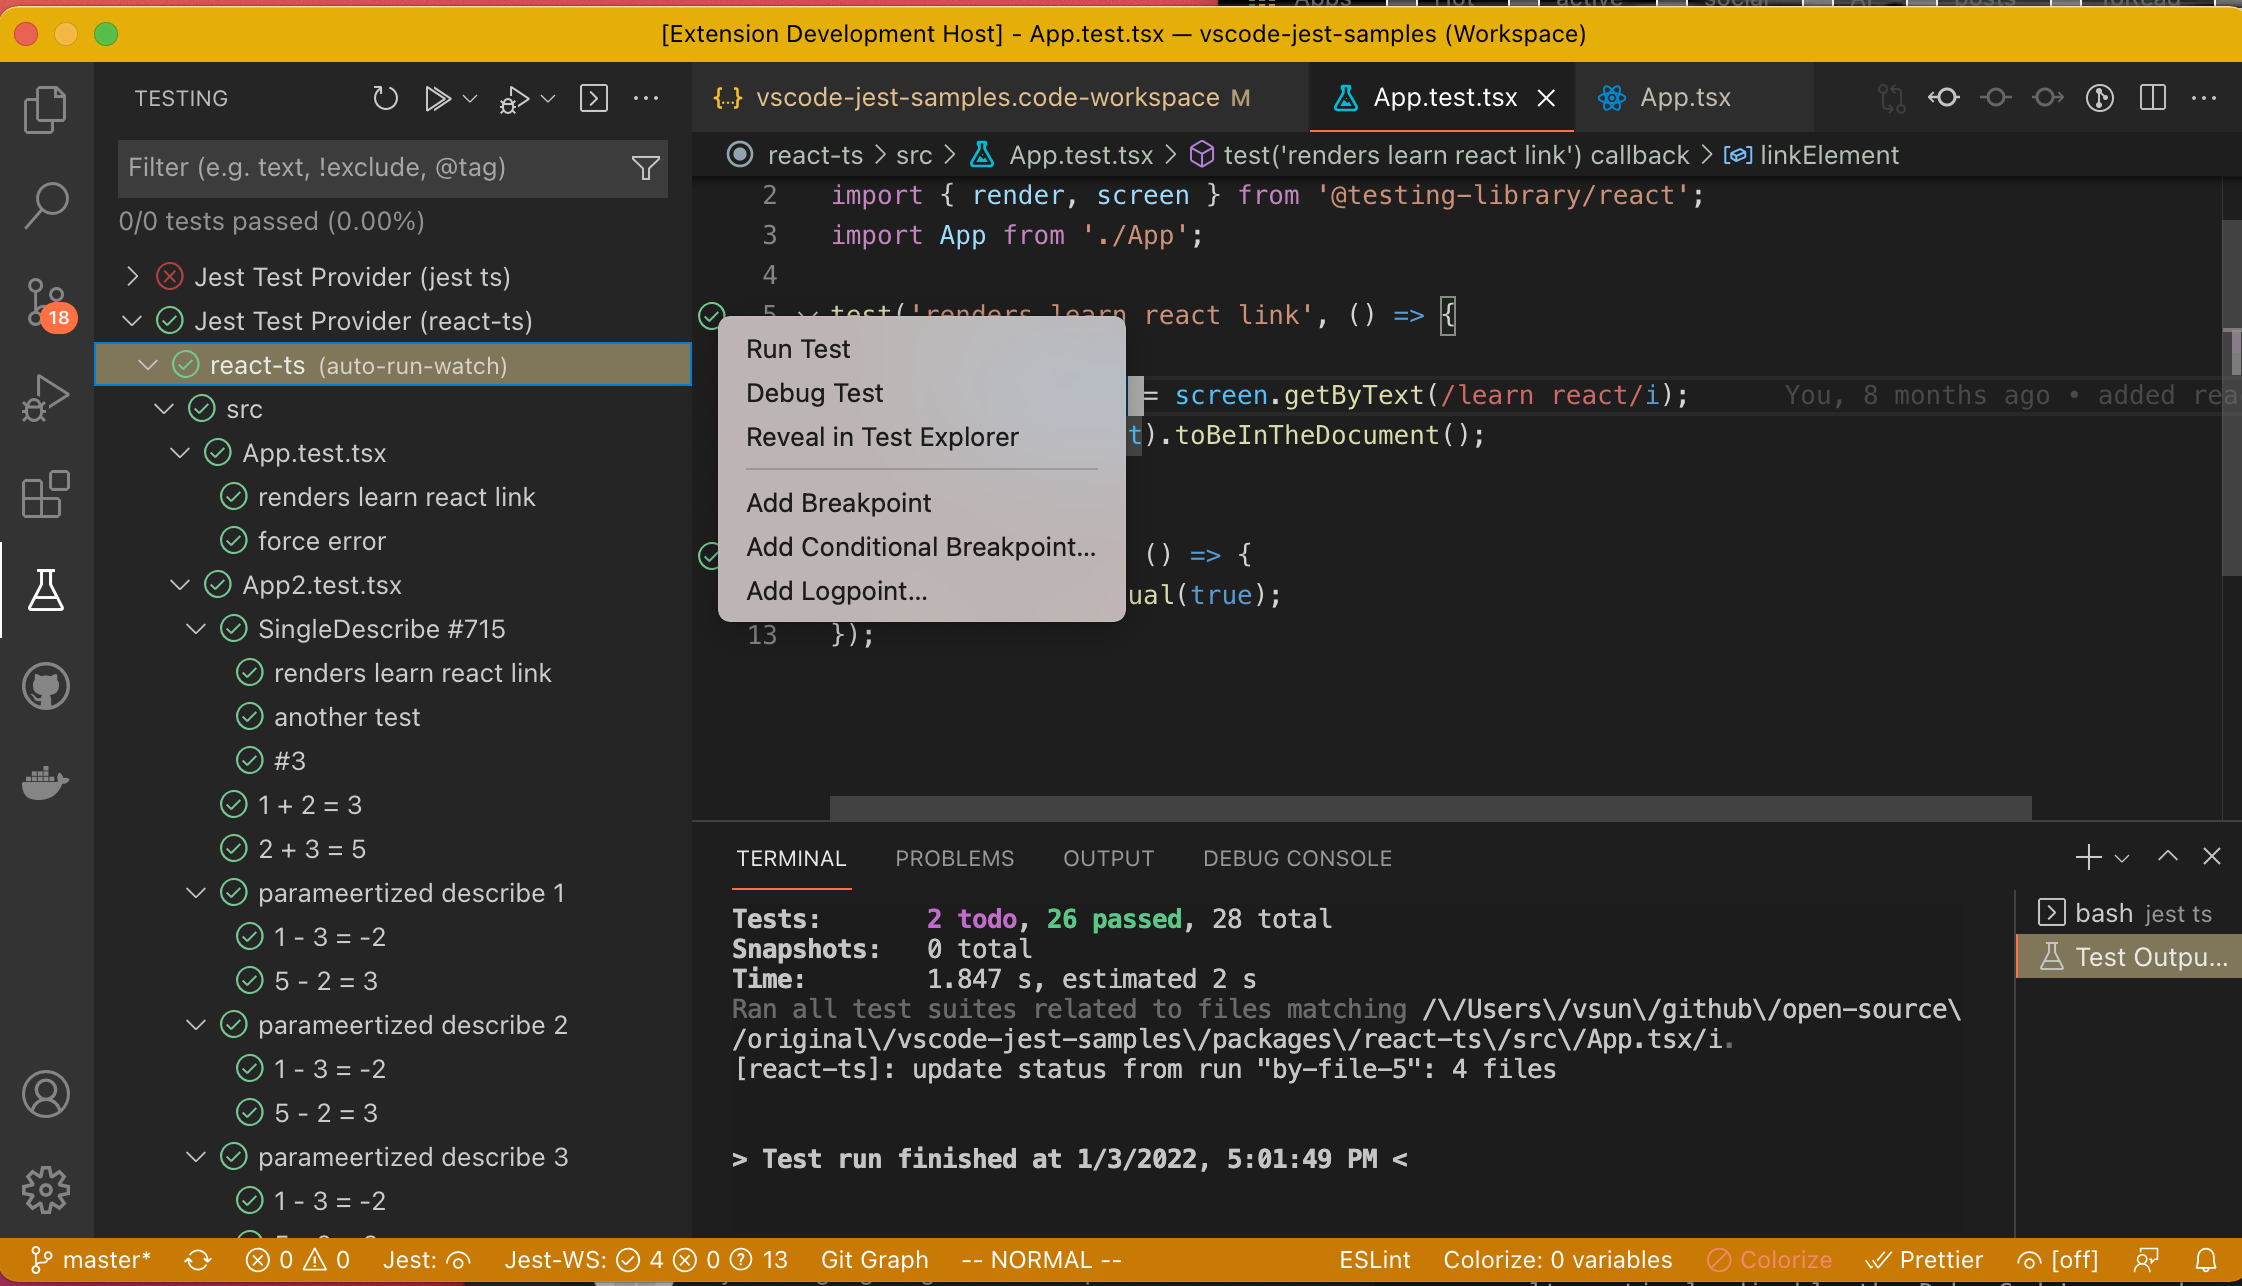 [Extension Development Host] - App.test.tsx — vscode-jest-samples (Workspace)
TESTING
Filter (e.g. text, !exclude, @tag)
0/0 tests passed (0.00%)
Jest Test Provider (jest ts)
Jest Test Provider (react-ts)
react-ts (auto-run-watch)
src
App.test.tsx
renders learn react link
force error
App2.test.tsx
SingleDescribe #715
renders learn react link
another test
#3
1 + 2 = 3
2 + 3 = 5
parameertized describe 1
1 - 3 = -2
5 - 2 = 3
parameertized describe 2
1 - 3 = -2
5 - 2 = 3
parameertized describe 3
1 - 3 = -2
18
{..} vscode-jest-samples.code-workspace M
App.test.tsx
App.tsx
react-ts > src > App.test.tsx > test('renders learn react link') callback > linkElement
2 import { render, screen } from '@testing-library/react';
3 import App from './App';
4
5 test('renders learn react link', () => {
= screen.getByText(/learn react/i); You, 8 months ago • added rea
t).toBeInTheDocument();
() => {
ual(true);
13 });
Run Test
Debug Test
Reveal in Test Explorer
Add Breakpoint
Add Conditional Breakpoint...
Add Logpoint...
TERMINAL PROBLEMS OUTPUT DEBUG CONSOLE
Tests: 2 todo, 26 passed, 28 total
Snapshots: 0 total
Time: 1.847 s, estimated 2 s
Ran all test suites related to files matching /\/Users\/vsun\/github\/open-source\
/original\/vscode-jest-samples\/packages\/react-ts\/src\/App.tsx/i.
[react-ts]: update status from run "by-file-5": 4 files
> Test run finished at 1/3/2022, 5:01:49 PM <
bash jest ts
Test Outpu...
master* 0 0 Jest: Jest-WS: 4 0 13 Git Graph -- NORMAL -- ESLint Colorize: 0 variables Colorize Prettier [off]